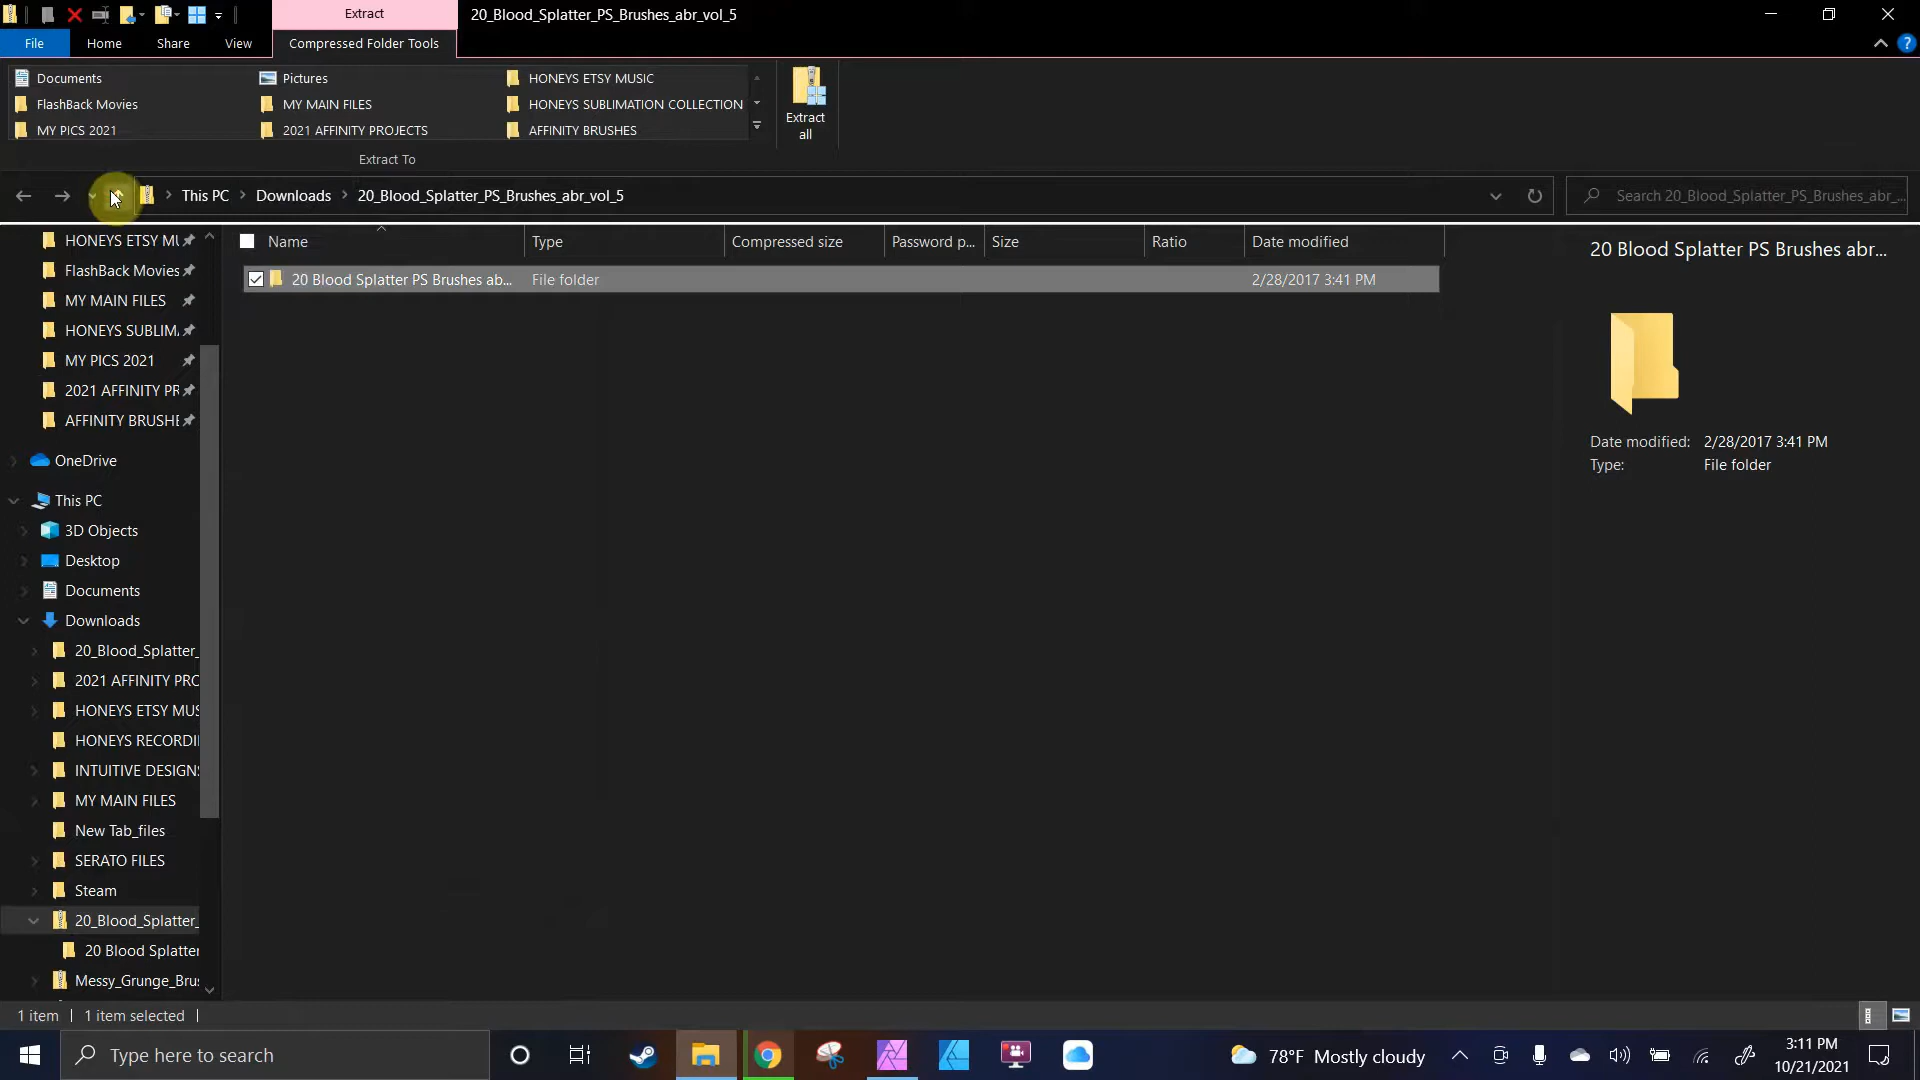 Extract
20_Blood_Splatter_PS_Brushes_abr_vol_5
File
Home
Share
View
Compressed Folder Tools
Documents
Pictures
HONEYS ETSY MUSIC
FlashBack Movies
MY MAIN FILES
HONEYS SUBLIMATION COLLECTION
MY PICS 2021
2021 AFFINITY PROJECTS
AFFINITY BRUSHES
Extract all
Extract To
This PC
Downloads
20_Blood_Splatter_PS_Brushes_abr_vol_5
Search 20_Blood_Splatter_PS_Brushes_abr_...
Name
Type
Compressed size
Password p...
Size
Ratio
Date modified
20 Blood Splatter PS Brushes ab...
File folder
2/28/2017 3:41 PM
20 Blood Splatter PS Brushes abr...
Date modified: 2/28/2017 3:41 PM
Type: File folder
HONEYS ETSY MU
FlashBack Movies
MY MAIN FILES
HONEYS SUBLIM
MY PICS 2021
2021 AFFINITY PR
AFFINITY BRUSHE
OneDrive
This PC
3D Objects
Desktop
Documents
Downloads
20_Blood_Splatter_
2021 AFFINITY PRO
HONEYS ETSY MUS
HONEYS RECORDI
INTUITIVE DESIGNS
MY MAIN FILES
New Tab_files
SERATO FILES
Steam
20_Blood_Splatter_
20 Blood Splatter
Messy_Grunge_Brus
1 item
1 item selected
Type here to search
78°F Mostly cloudy
3:11 PM
10/21/2021